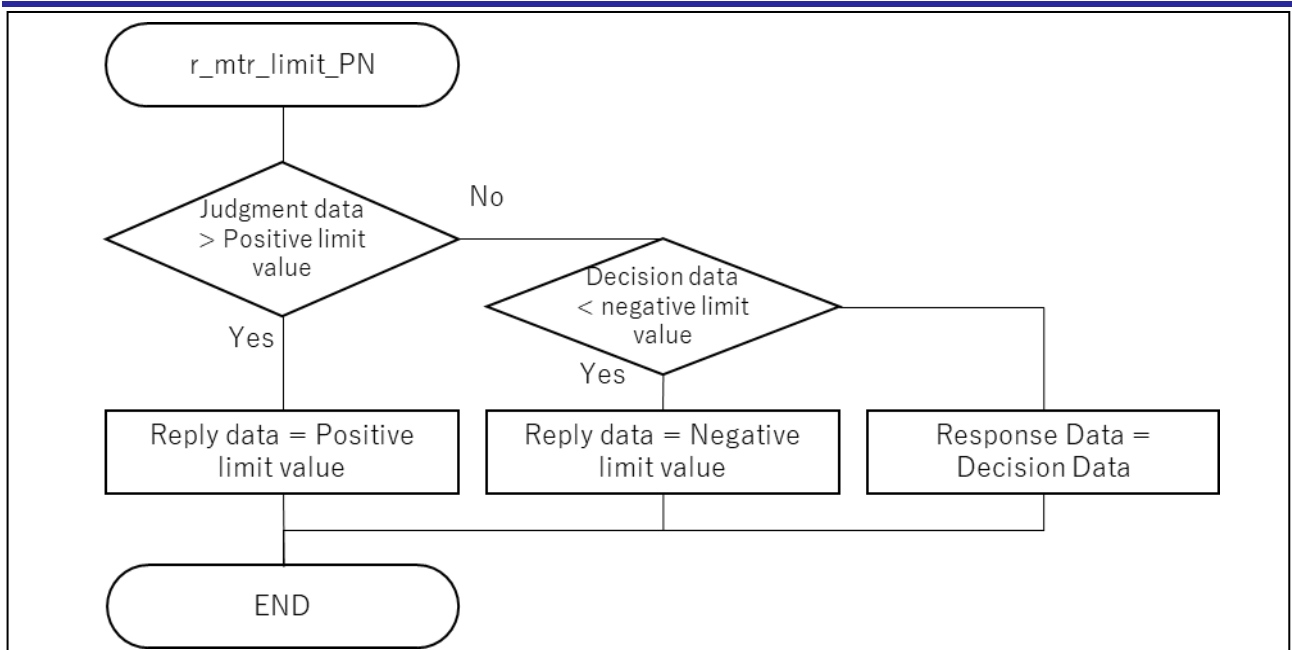 r_mtr_limit_PN
Judgment data
> Positive limit
value
No
Yes
Decision data
< negative limit
value
Yes
Reply data = Positive
limit value
Reply data = Negative
limit value
Response Data =
Decision Data
END